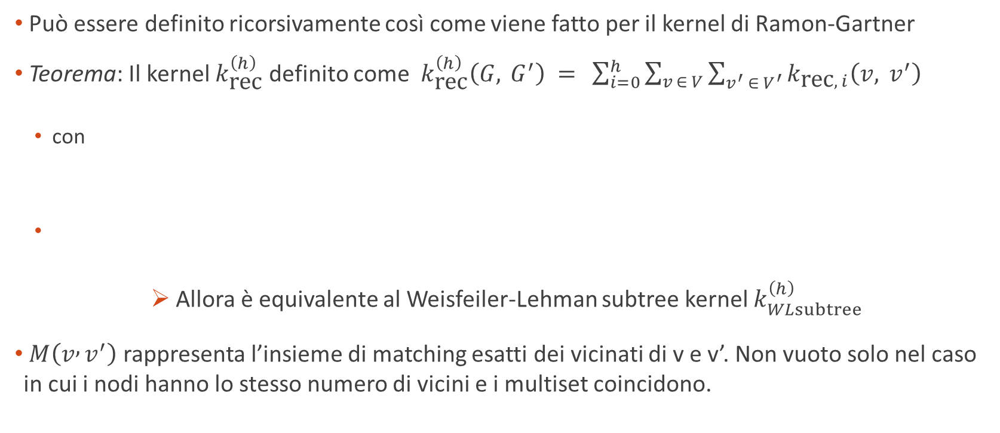 • Può essere definito ricorsivamente così come viene fatto per il kernel di Ramon-Gartner
• Teorema: Il kernel $k_{\text{rec}}^{(h)}$ definito come $k_{\text{rec}}^{(h)}(G, G') = \sum_{i=0}^{h} \sum_{v \in V} \sum_{v' \in V'} k_{\text{rec}, i}(v, v')$
• con
•
➢ Allora è equivalente al Weisfeiler-Lehman subtree kernel $k_{WL\text{subtree}}^{(h)}$
• $M(v, v')$ rappresenta l’insieme di matching esatti dei vicinati di v e v’. Non vuoto solo nel caso
in cui i nodi hanno lo stesso numero di vicini e i multiset coincidono.